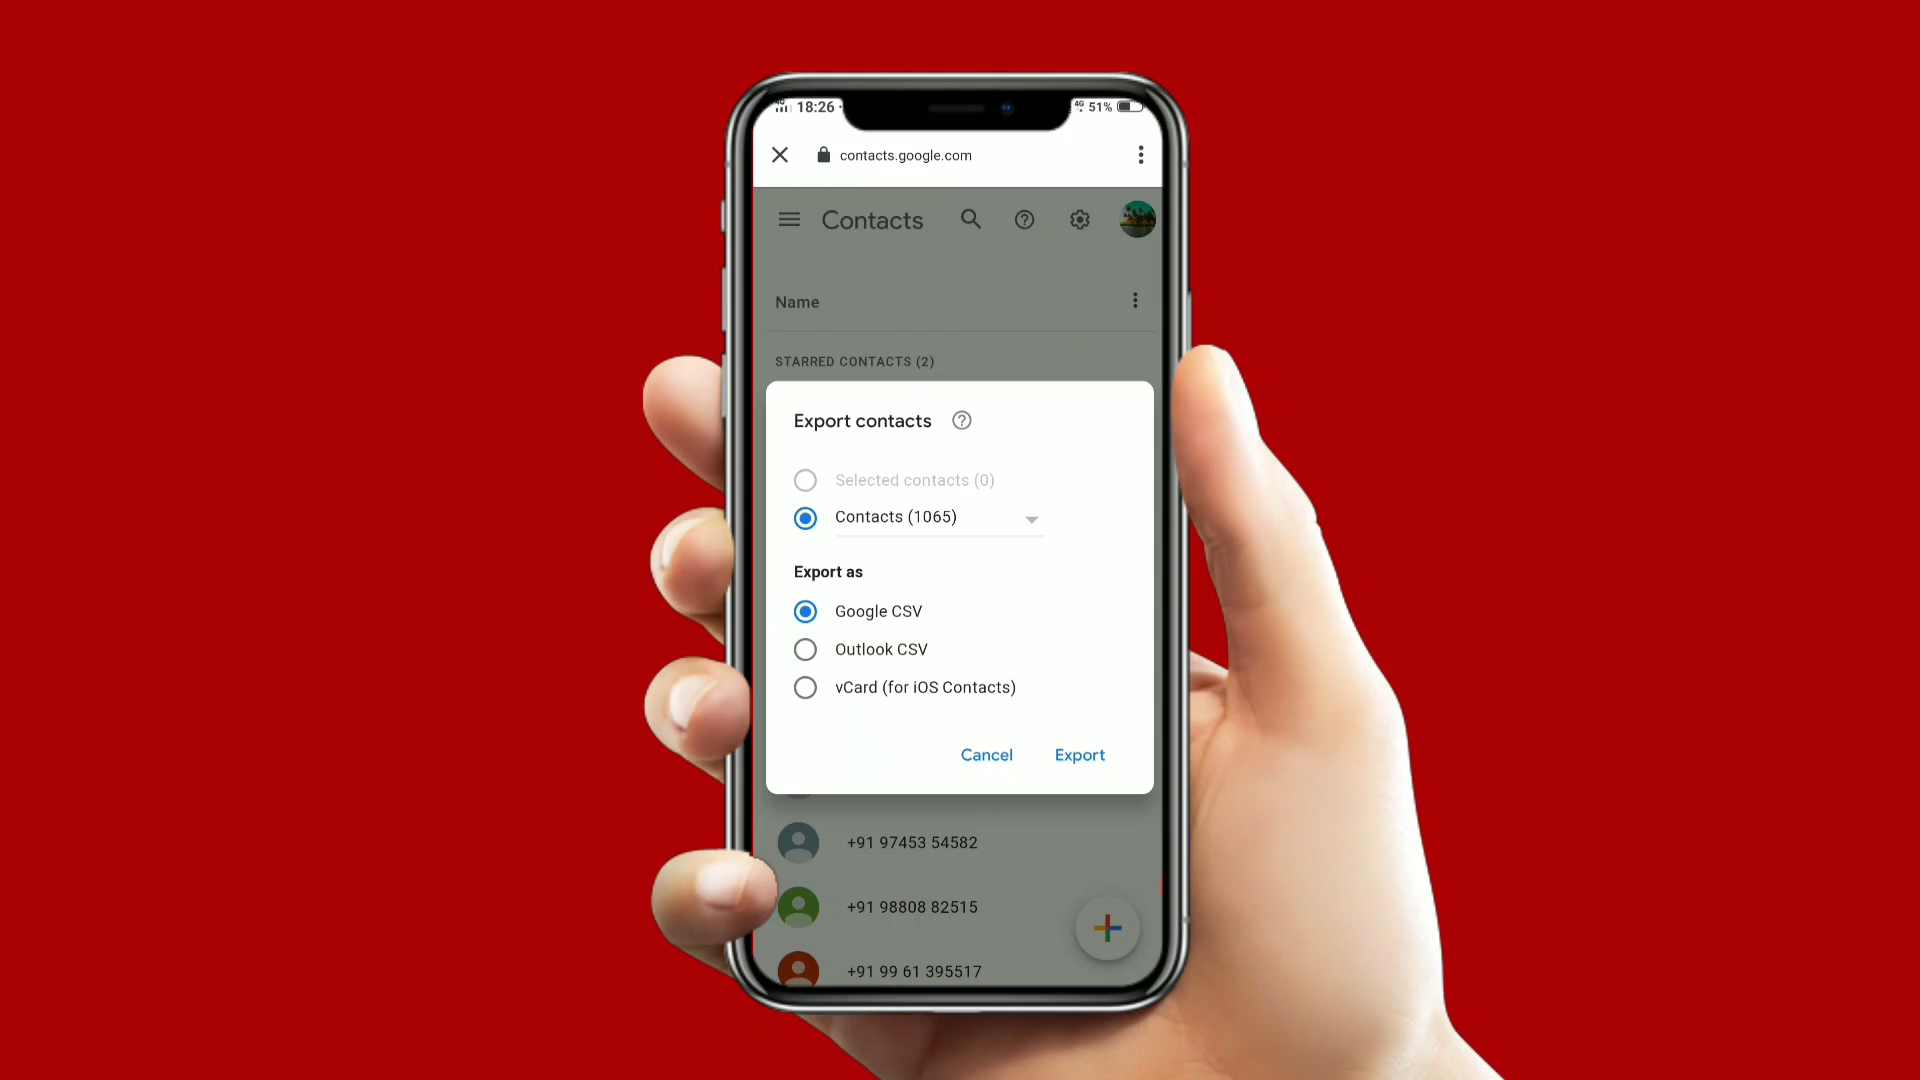 4G 18:26 · 4G 51%
contacts.google.com
Contacts
Name
STARRED CONTACTS (2)
Export contacts
Selected contacts (0)
Contacts (1065)
Export as
Google CSV
Outlook CSV
vCard (for iOS Contacts)
Cancel Export
+91 97453 54582
+91 98808 82515
+91 99 61 395517